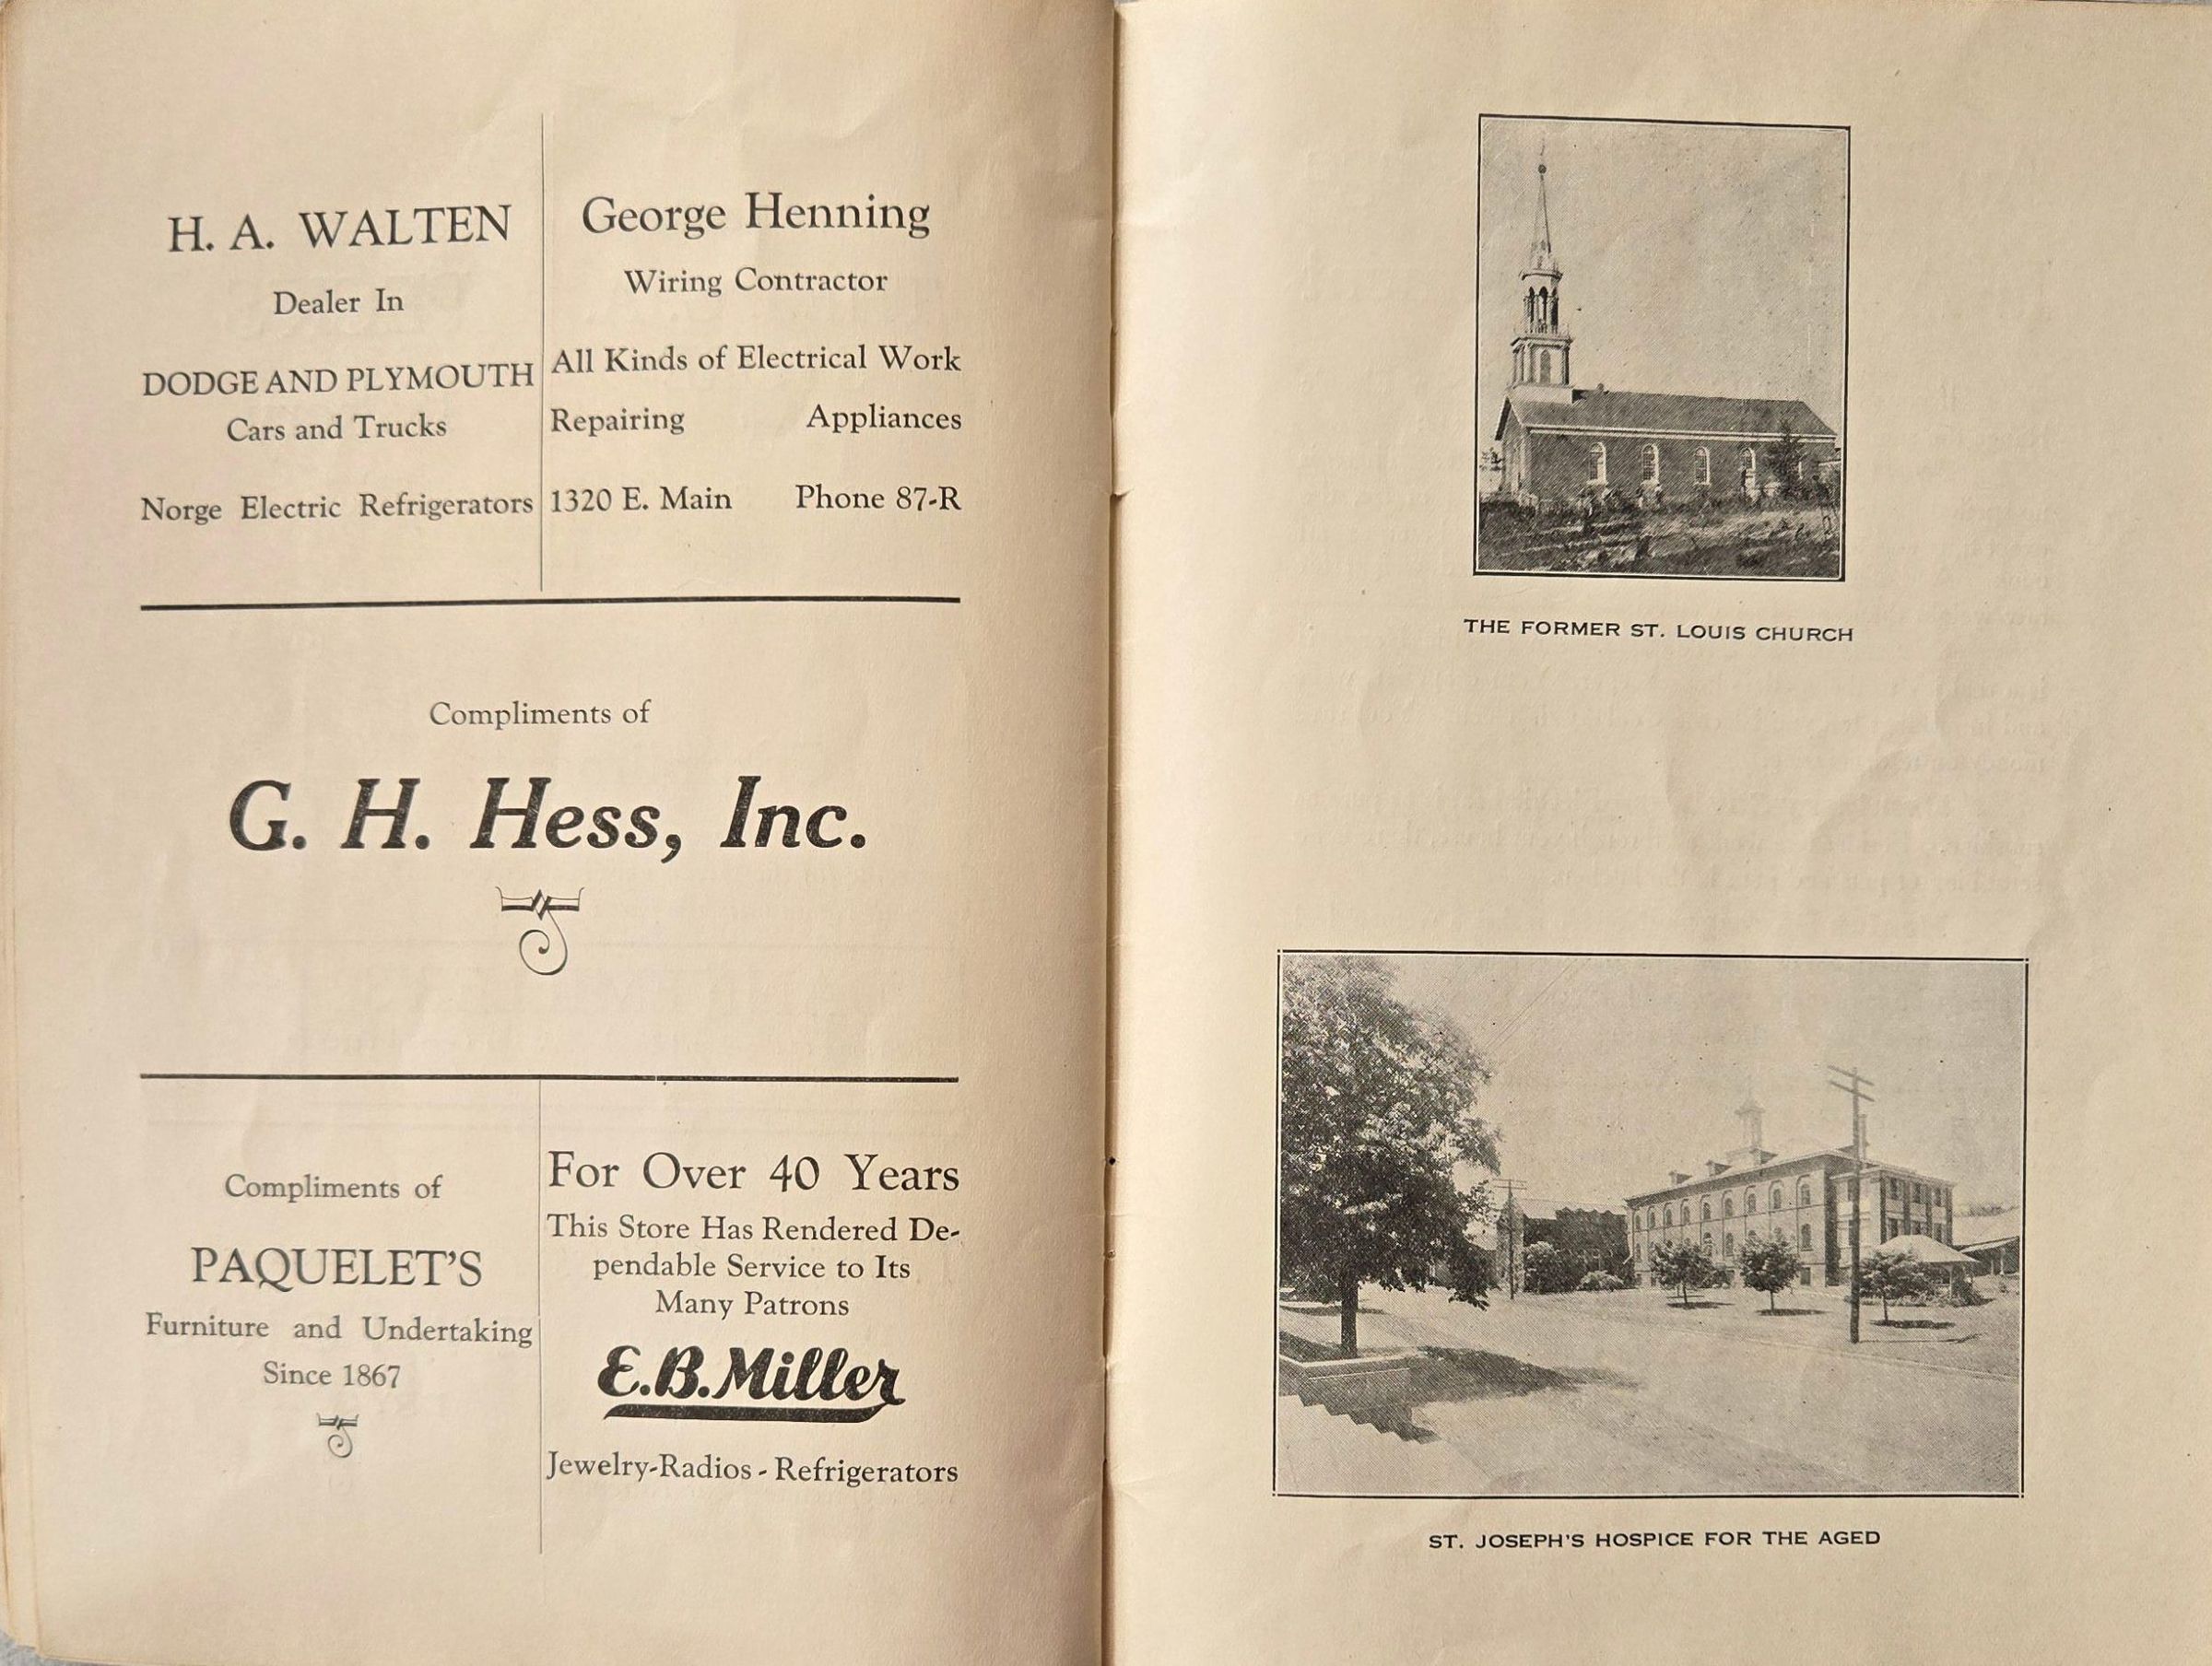 H. A. WALTEN
Dealer In
DODGE AND PLYMOUTH
Cars and Trucks
Norge Electric Refrigerators
George Henning
Wiring Contractor
All Kinds of Electrical Work
Repairing Appliances
1320 E. Main Phone 87-R
Compliments of
G. H. Hess, Inc.
Compliments of
PAQUELET'S
Furniture and Undertaking
Since 1867
For Over 40 Years
This Store Has Rendered De-
pendable Service to Its
Many Patrons
E.B.Miller
Jewelry-Radios - Refrigerators
THE FORMER ST. LOUIS CHURCH
ST. JOSEPH'S HOSPICE FOR THE AGED